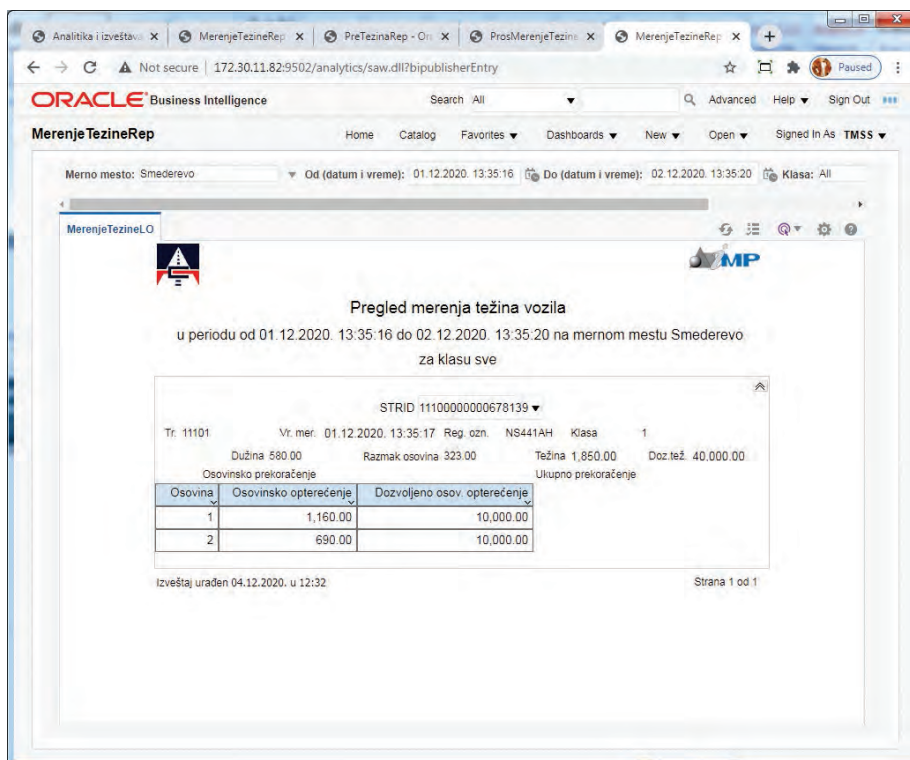 Analitika i izveštav MerenjeTezineRep PreTezinaRep - Or ProsMerenjeTezin MerenjeTezineRep
Not secure 172.30.11.82:9502/analytics/saw.dll?bipublisherEntry Paused
ORACLE Business Intelligence Search All Advanced Help Sign Out
MerenjeTezineRep Home Catalog Favorites Dashboards New Open Signed In As TMSS
Merno mesto: Smederevo Od (datum i vreme): 01.12.2020. 13:35:16 Do (datum i vreme): 02.12.2020. 13:35:20 Klasa: All
MerenjeTezineLO
IMP
Pregled merenja težina vozila
u periodu od 01.12.2020. 13:35:16 do 02.12.2020. 13:35:20 na mernom mestu Smederevo
za klasu sve
STRID 11100000000678139
Tr. 11101 Vr. mer. 01.12.2020. 13:35:17 Reg. ozn. NS441AH Klasa 1
Dužina 580.00 Razmak osovina 323.00 Težina 1,850.00 Doz.tež. 40.000.00
Osovinsko prekoračenje Ukupno prekoračenje
Osovina Osovinsko opterećenje Dozvoljeno osov. opterećenje
1 1,160.00 10,000.00
2 690.00 10,000.00
Izveštaj urađen 04.12.2020. u 12:32 Strana 1 od 1